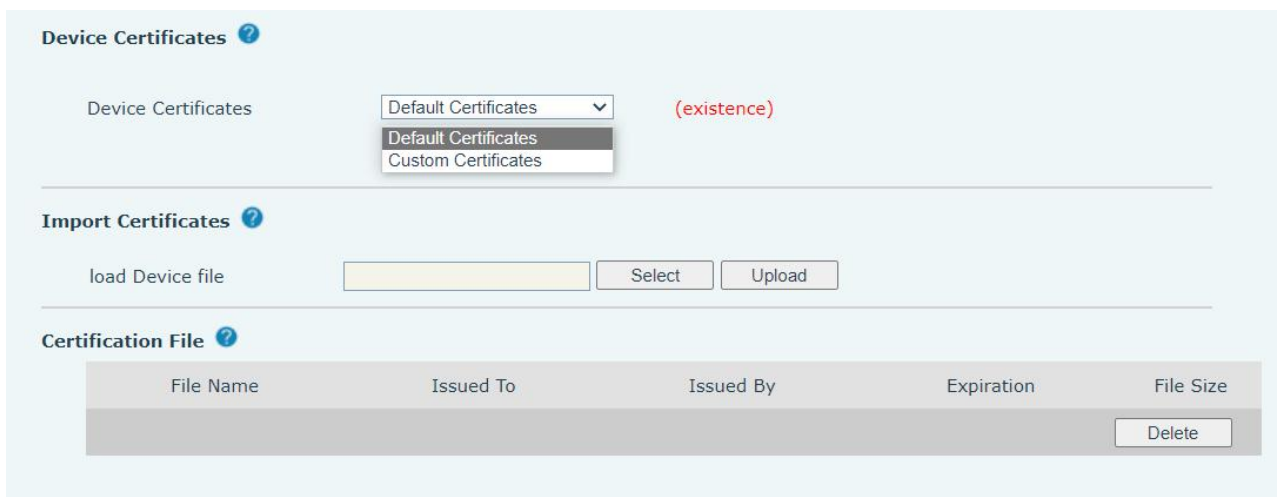 Device Certificates ?
Device Certificates Default Certificates (existence)
Default Certificates
Custom Certificates
Import Certificates ?
load Device file Select Upload
Certification File ?
File Name Issued To Issued By Expiration File Size
Delete